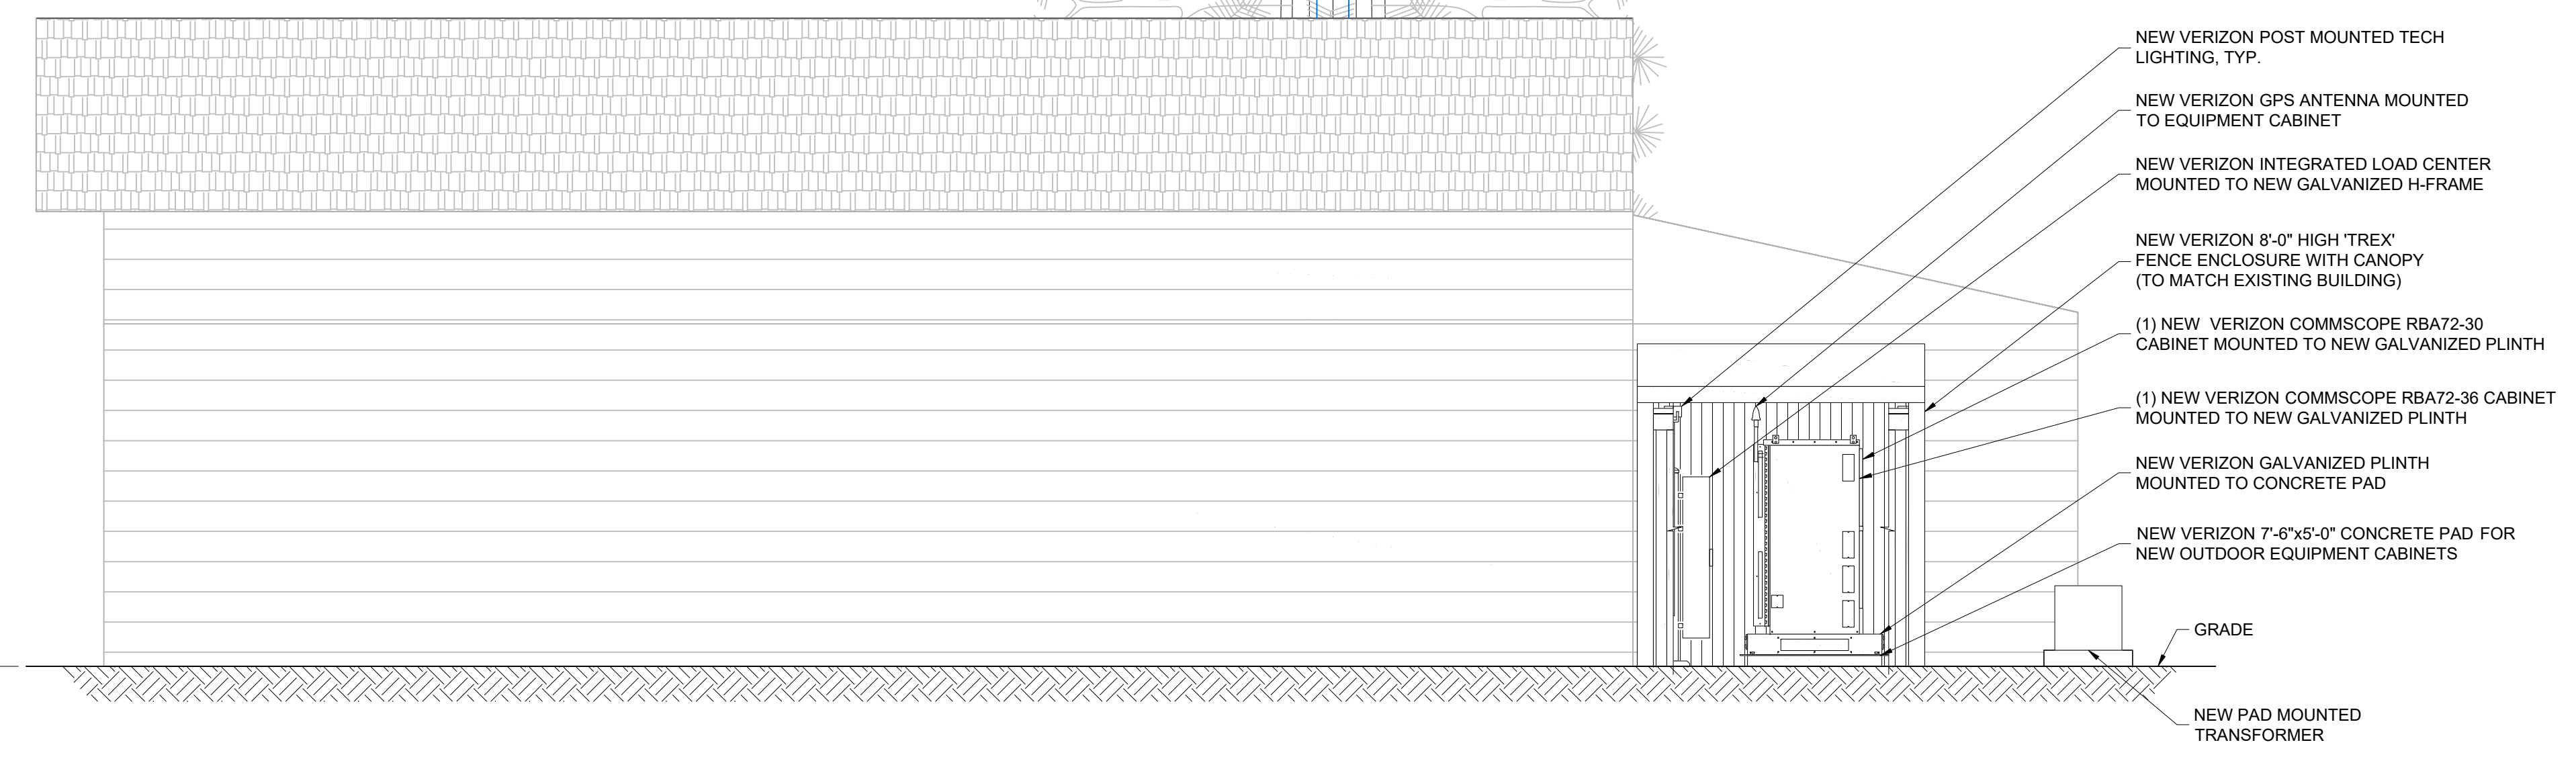 NEW VERIZON POST MOUNTED TECH
LIGHTING, TYP.
NEW VERIZON GPS ANTENNA MOUNTED
TO EQUIPMENT CABINET
NEW VERIZON INTEGRATED LOAD CENTER
MOUNTED TO NEW GALVANIZED H-FRAME
NEW VERIZON 8'-0" HIGH 'TREX'
FENCE ENCLOSURE WITH CANOPY
(TO MATCH EXISTING BUILDING)
(1) NEW VERIZON COMMSCOPE RBA72-30
CABINET MOUNTED TO NEW GALVANIZED PLINTH
(1) NEW VERIZON COMMSCOPE RBA72-36 CABINET
MOUNTED TO NEW GALVANIZED PLINTH
NEW VERIZON GALVANIZED PLINTH
MOUNTED TO CONCRETE PAD
NEW VERIZON 7'-6"x5'-0" CONCRETE PAD FOR
NEW OUTDOOR EQUIPMENT CABINETS
GRADE
NEW PAD MOUNTED
TRANSFORMER